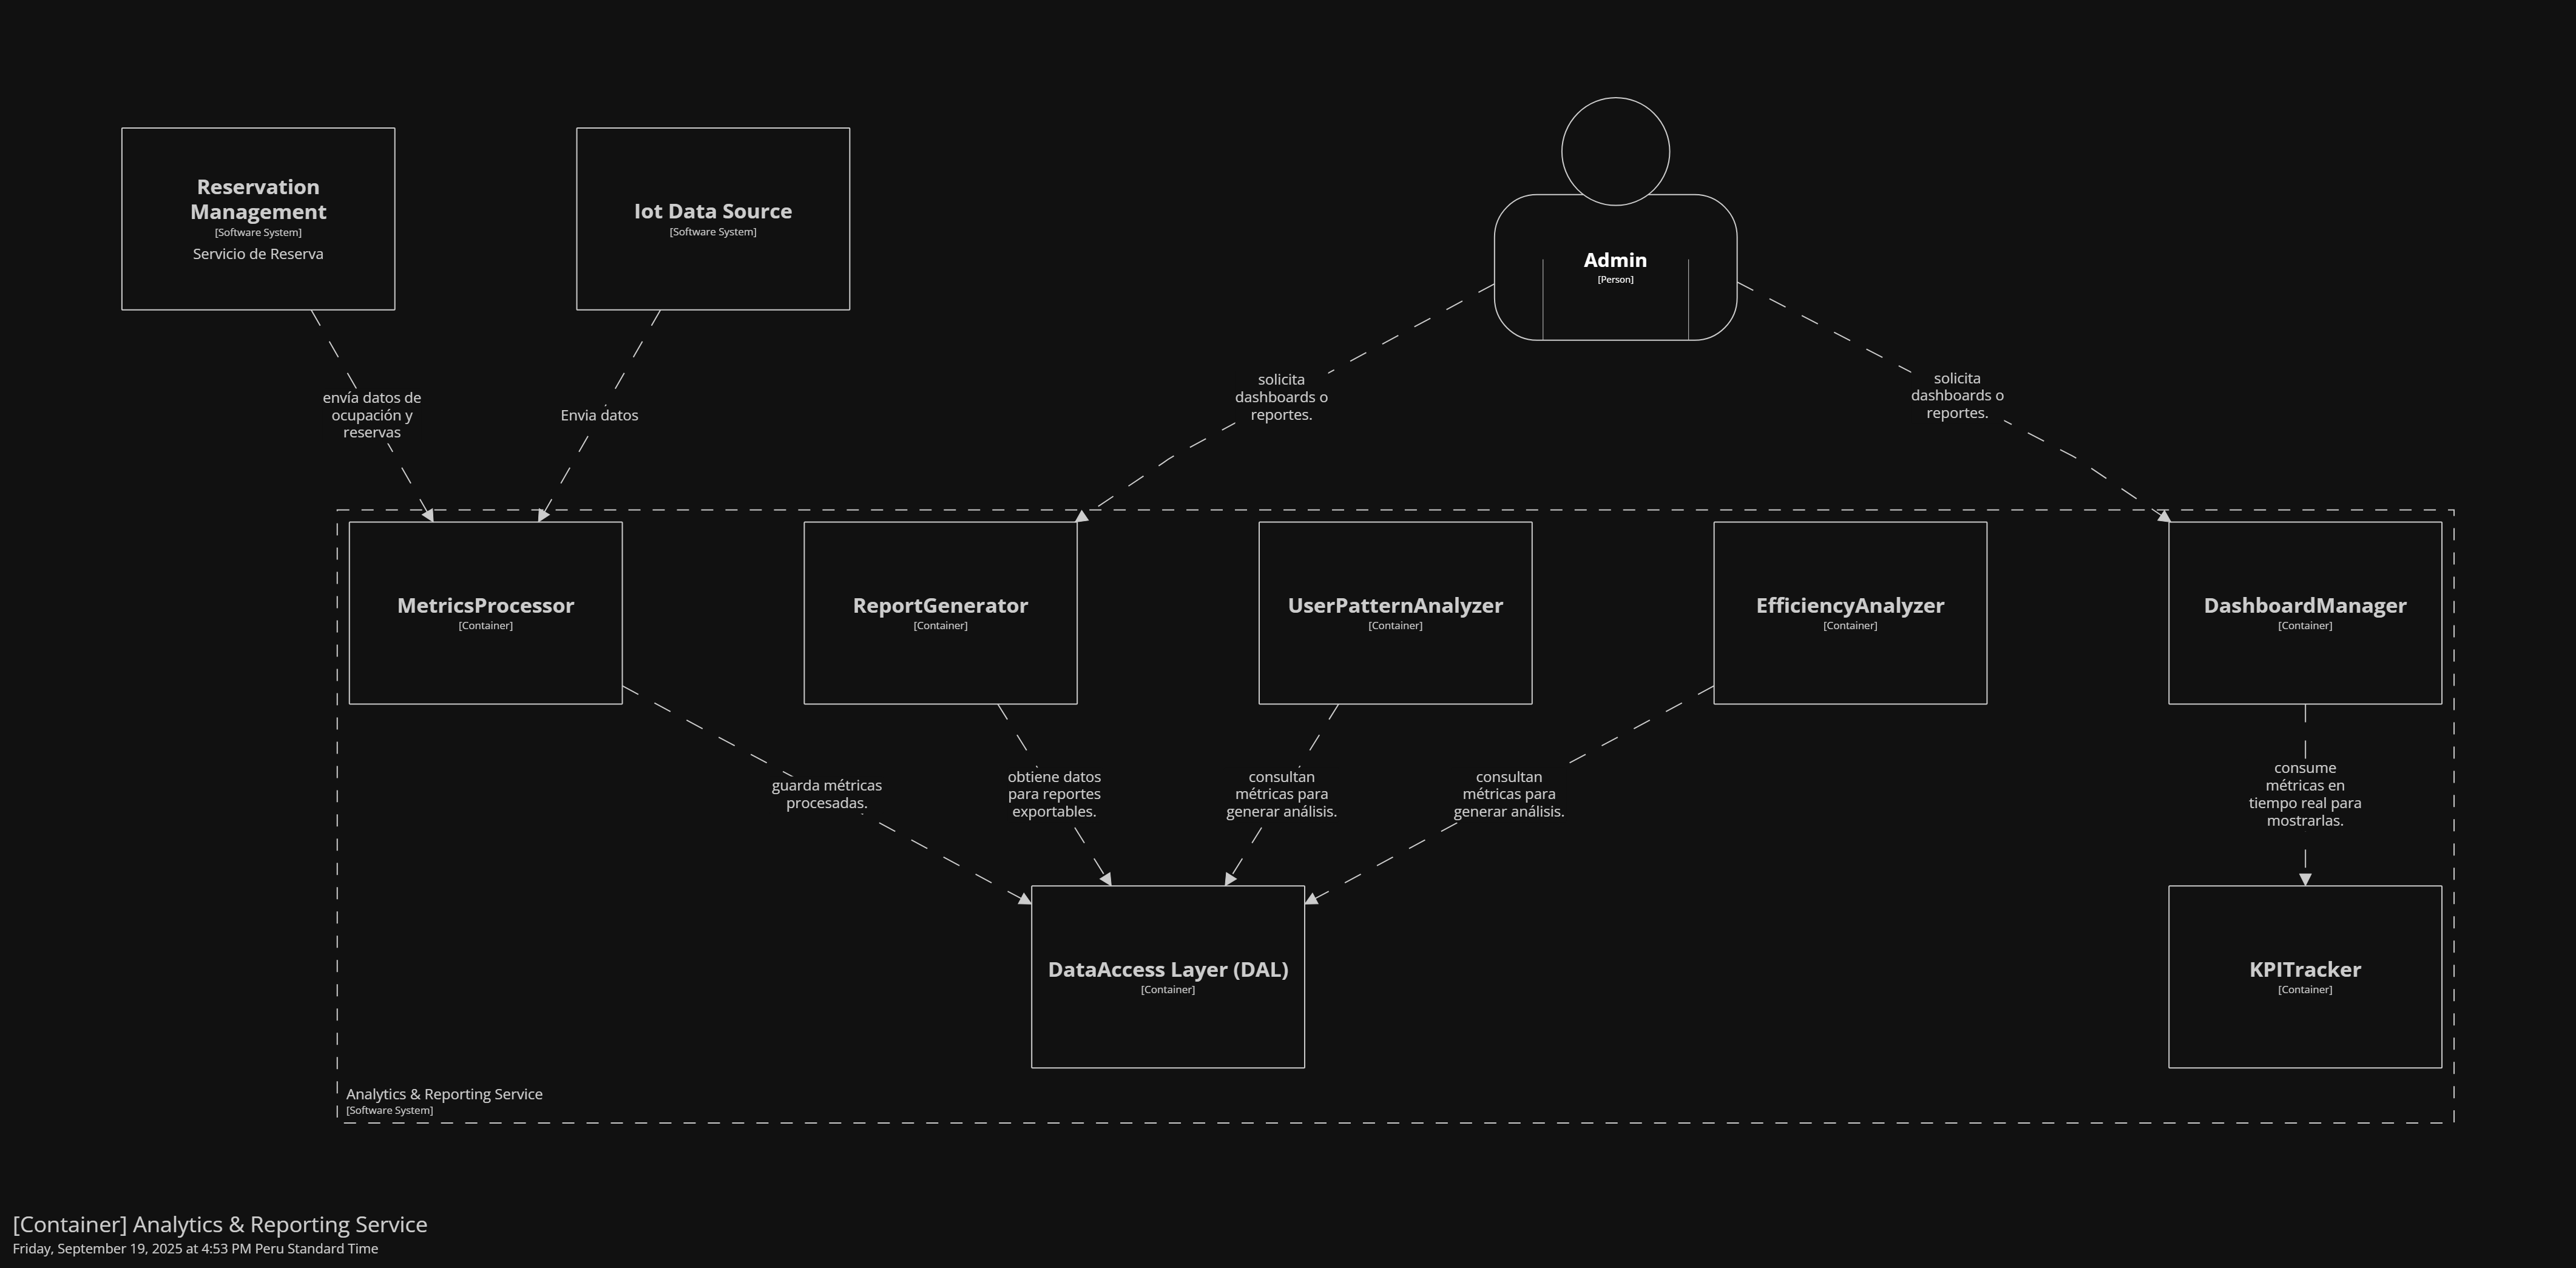 Reservation
Management
[Software System]
Servicio de Reserva
Iot Data Source
[Software System]
Admin
[Person]
envía datos de
ocupación y
reservas
Envia datos
solicita
dashboards o
reportes.
solicita
dashboards o
reportes.
MetricsProcessor
[Container]
ReportGenerator
[Container]
UserPatternAnalyzer
[Container]
EfficiencyAnalyzer
[Container]
DashboardManager
[Container]
guarda métricas
procesadas.
obtiene datos
para reportes
exportables.
consultan
métricas para
generar análisis.
consultan
métricas para
generar análisis.
consume
métricas en
tiempo real para
mostrarlas.
DataAccess Layer (DAL)
[Container]
KPITracker
[Container]
Analytics & Reporting Service
[Software System]
[Container] Analytics & Reporting Service
Friday, September 19, 2025 at 4:53 PM Peru Standard Time